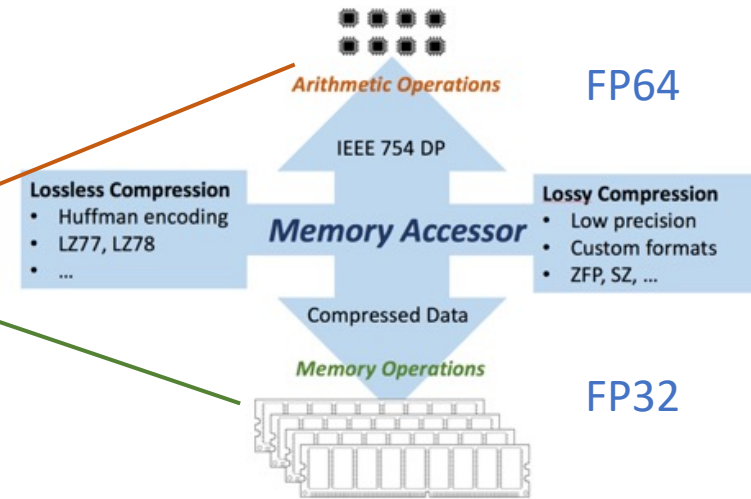 Arithmetic Operations
FP64
IEEE 754 DP
Lossless Compression
• Huffman encoding
• LZ77, LZ78
• ...
Memory Accessor
Lossy Compression
• Low precision
• Custom formats
• ZFP, SZ, ...
Compressed Data
Memory Operations
FP32